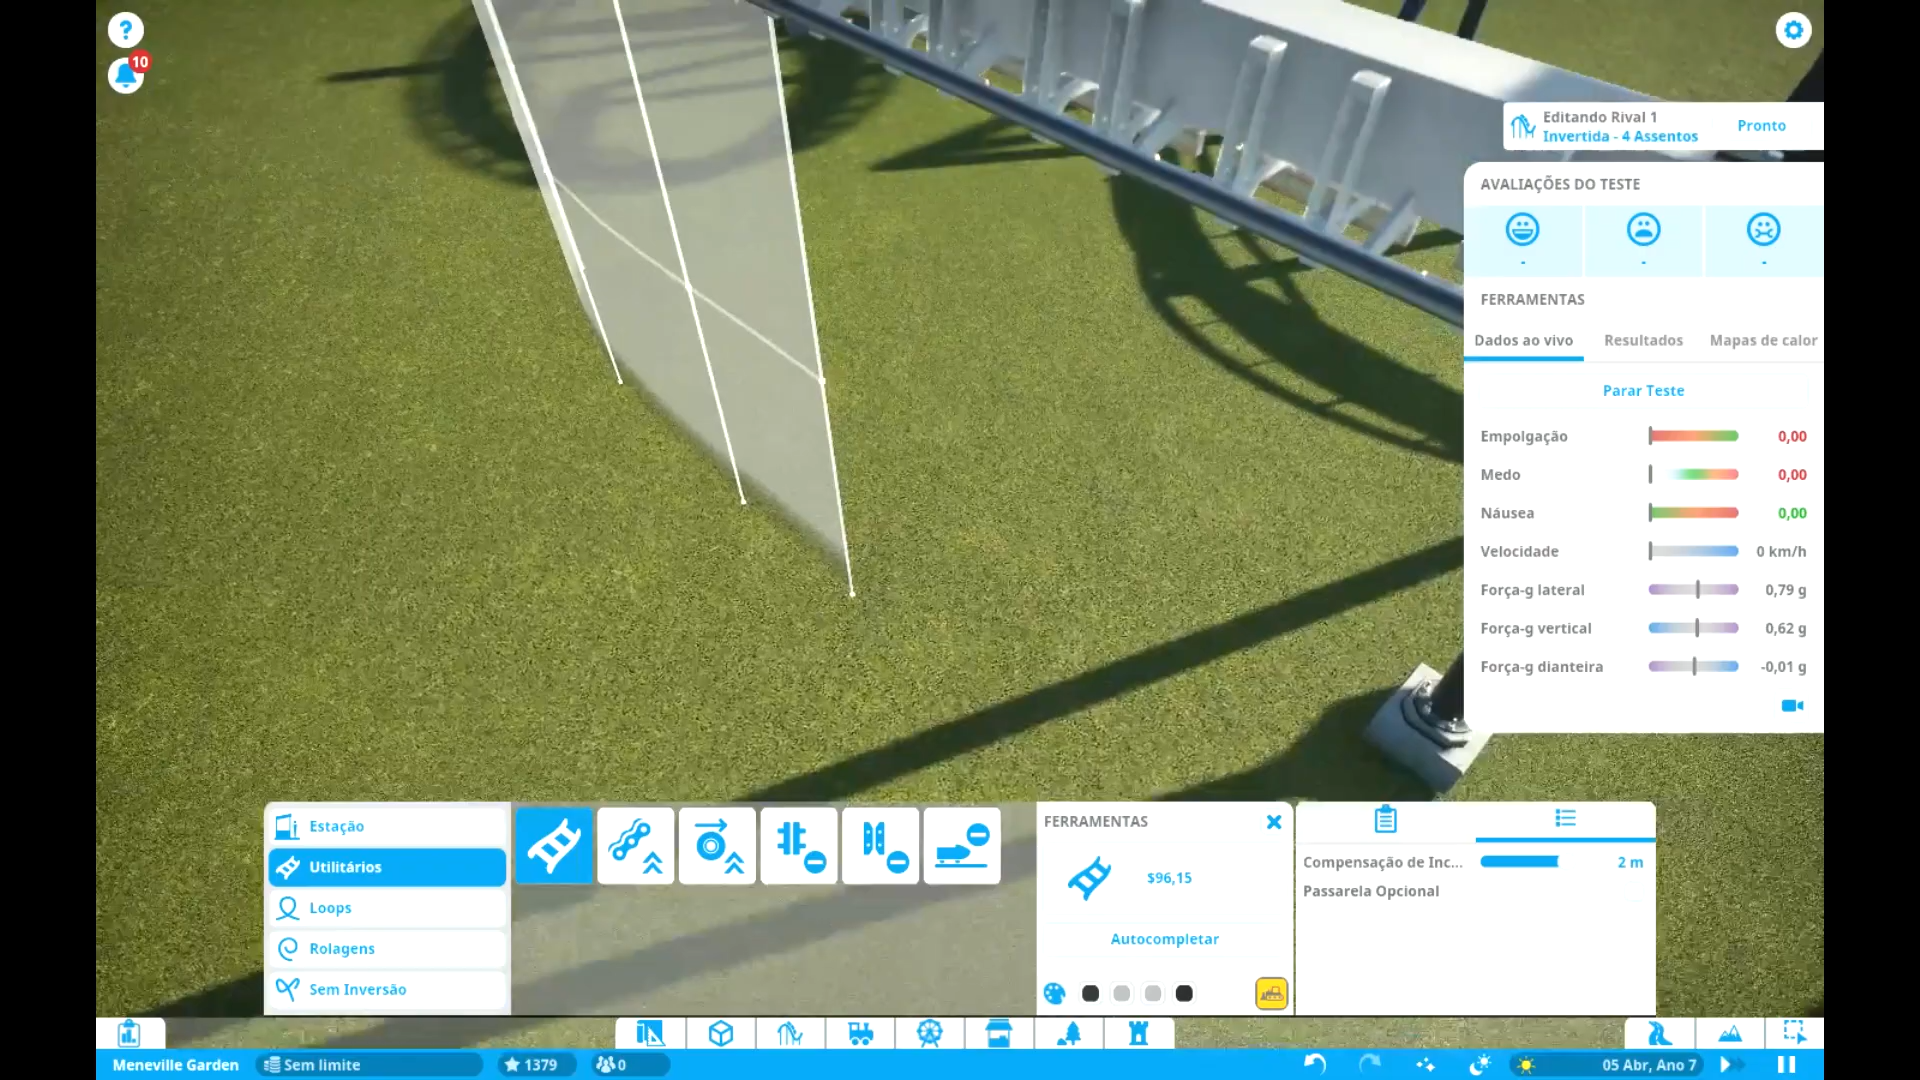 ?
10
Editando Rival 1
Invertida - 4 Assentos
Pronto
AVALIAÇÕES DO TESTE
-
-
-
FERRAMENTAS
Dados ao vivo
Resultados
Mapas de calor
Parar Teste
Empolgação 0,00
Medo 0,00
Náusea 0,00
Velocidade 0 km/h
Força-g lateral 0,79 g
Força-g vertical 0,62 g
Força-g dianteira -0,01 g
Estação
Utilitários
Loops
Rolagens
Sem Inversão
FERRAMENTAS
$96,15
Autocompletar
Compensação de Inc... 2 m
Passarela Opcional
Meneville Garden
Sem limite
1379
0
05 Abr, Ano 7